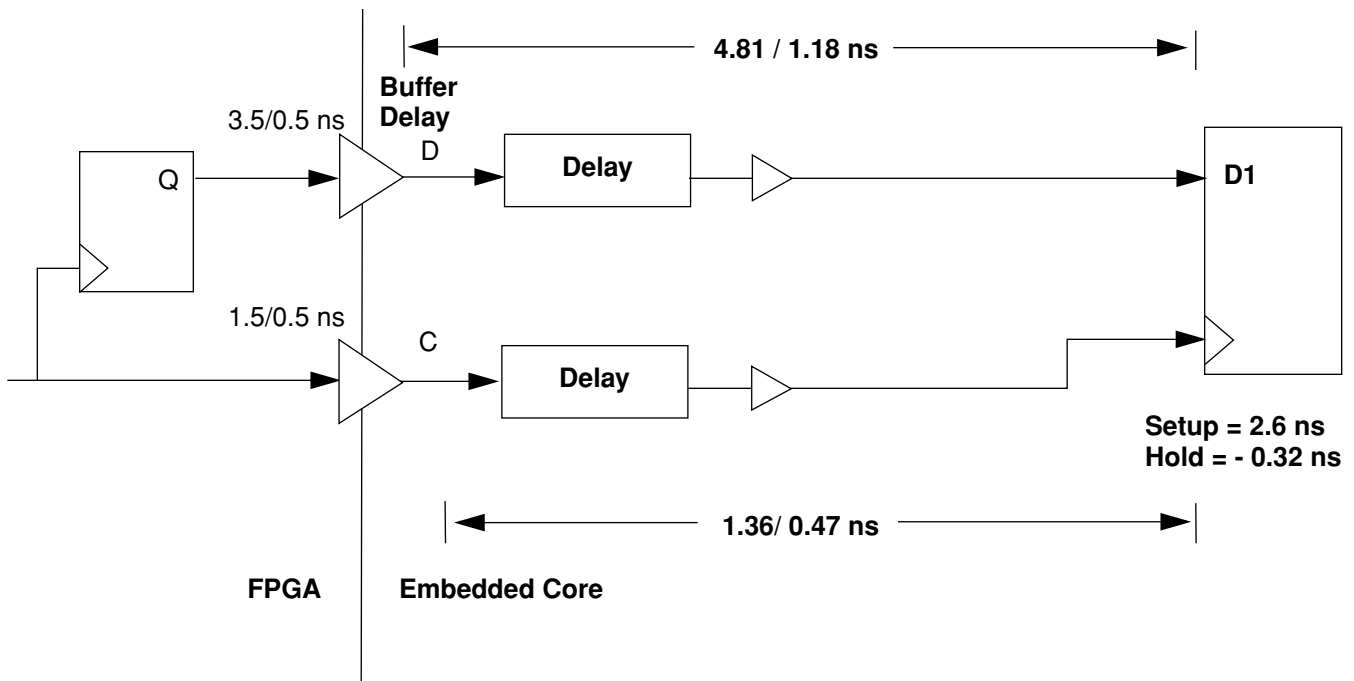 4.81 / 1.18 ns
Buffer
Delay
3.5/0.5 ns
D
Delay
Q
D1
1.5/0.5 ns
C
Delay
Setup = 2.6 ns
Hold = - 0.32 ns
1.36/ 0.47 ns
FPGA
Embedded Core